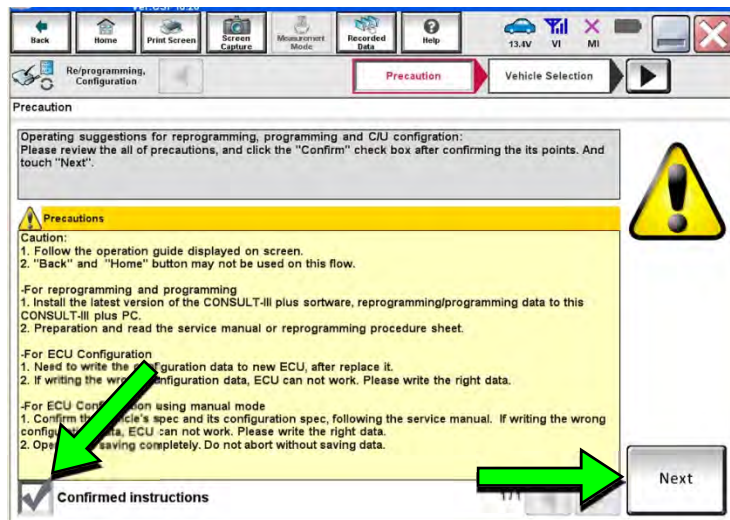 Back
Home
Print Screen
Screen
Capture
Measurement
Mode
Recorded
Data
Help
13.4V
VI
MI
Re/programming,
Configuration
Precaution
Vehicle Selection
Precaution
Operating suggestions for reprogramming, programming and C/U configration:
Please review the all of precautions, and click the "Confirm" check box after confirming the its points. And
touch "Next".
Precautions
Caution:
1. Follow the operation guide displayed on screen.
2. "Back" and "Home" button may not be used on this flow.
-For reprogramming and programming
1. Install the latest version of the CONSULT-III plus sortware, reprogramming/programming data to this
CONSULT-III plus PC.
2. Preparation and read the service manual or reprogramming procedure sheet.
-For ECU Configuration
1. Need to write the configuration data to new ECU, after replace it.
2. If writing the wrong configuration data, ECU can not work. Please write the right data.
-For ECU Configuration using manual mode
1. Confirm the vehicle's spec and its configuration spec, following the service manual. If writing the wrong
configuration data, ECU can not work. Please write the right data.
2. saving completely. Do not abort without saving data.
Confirmed instructions
1/1
Next